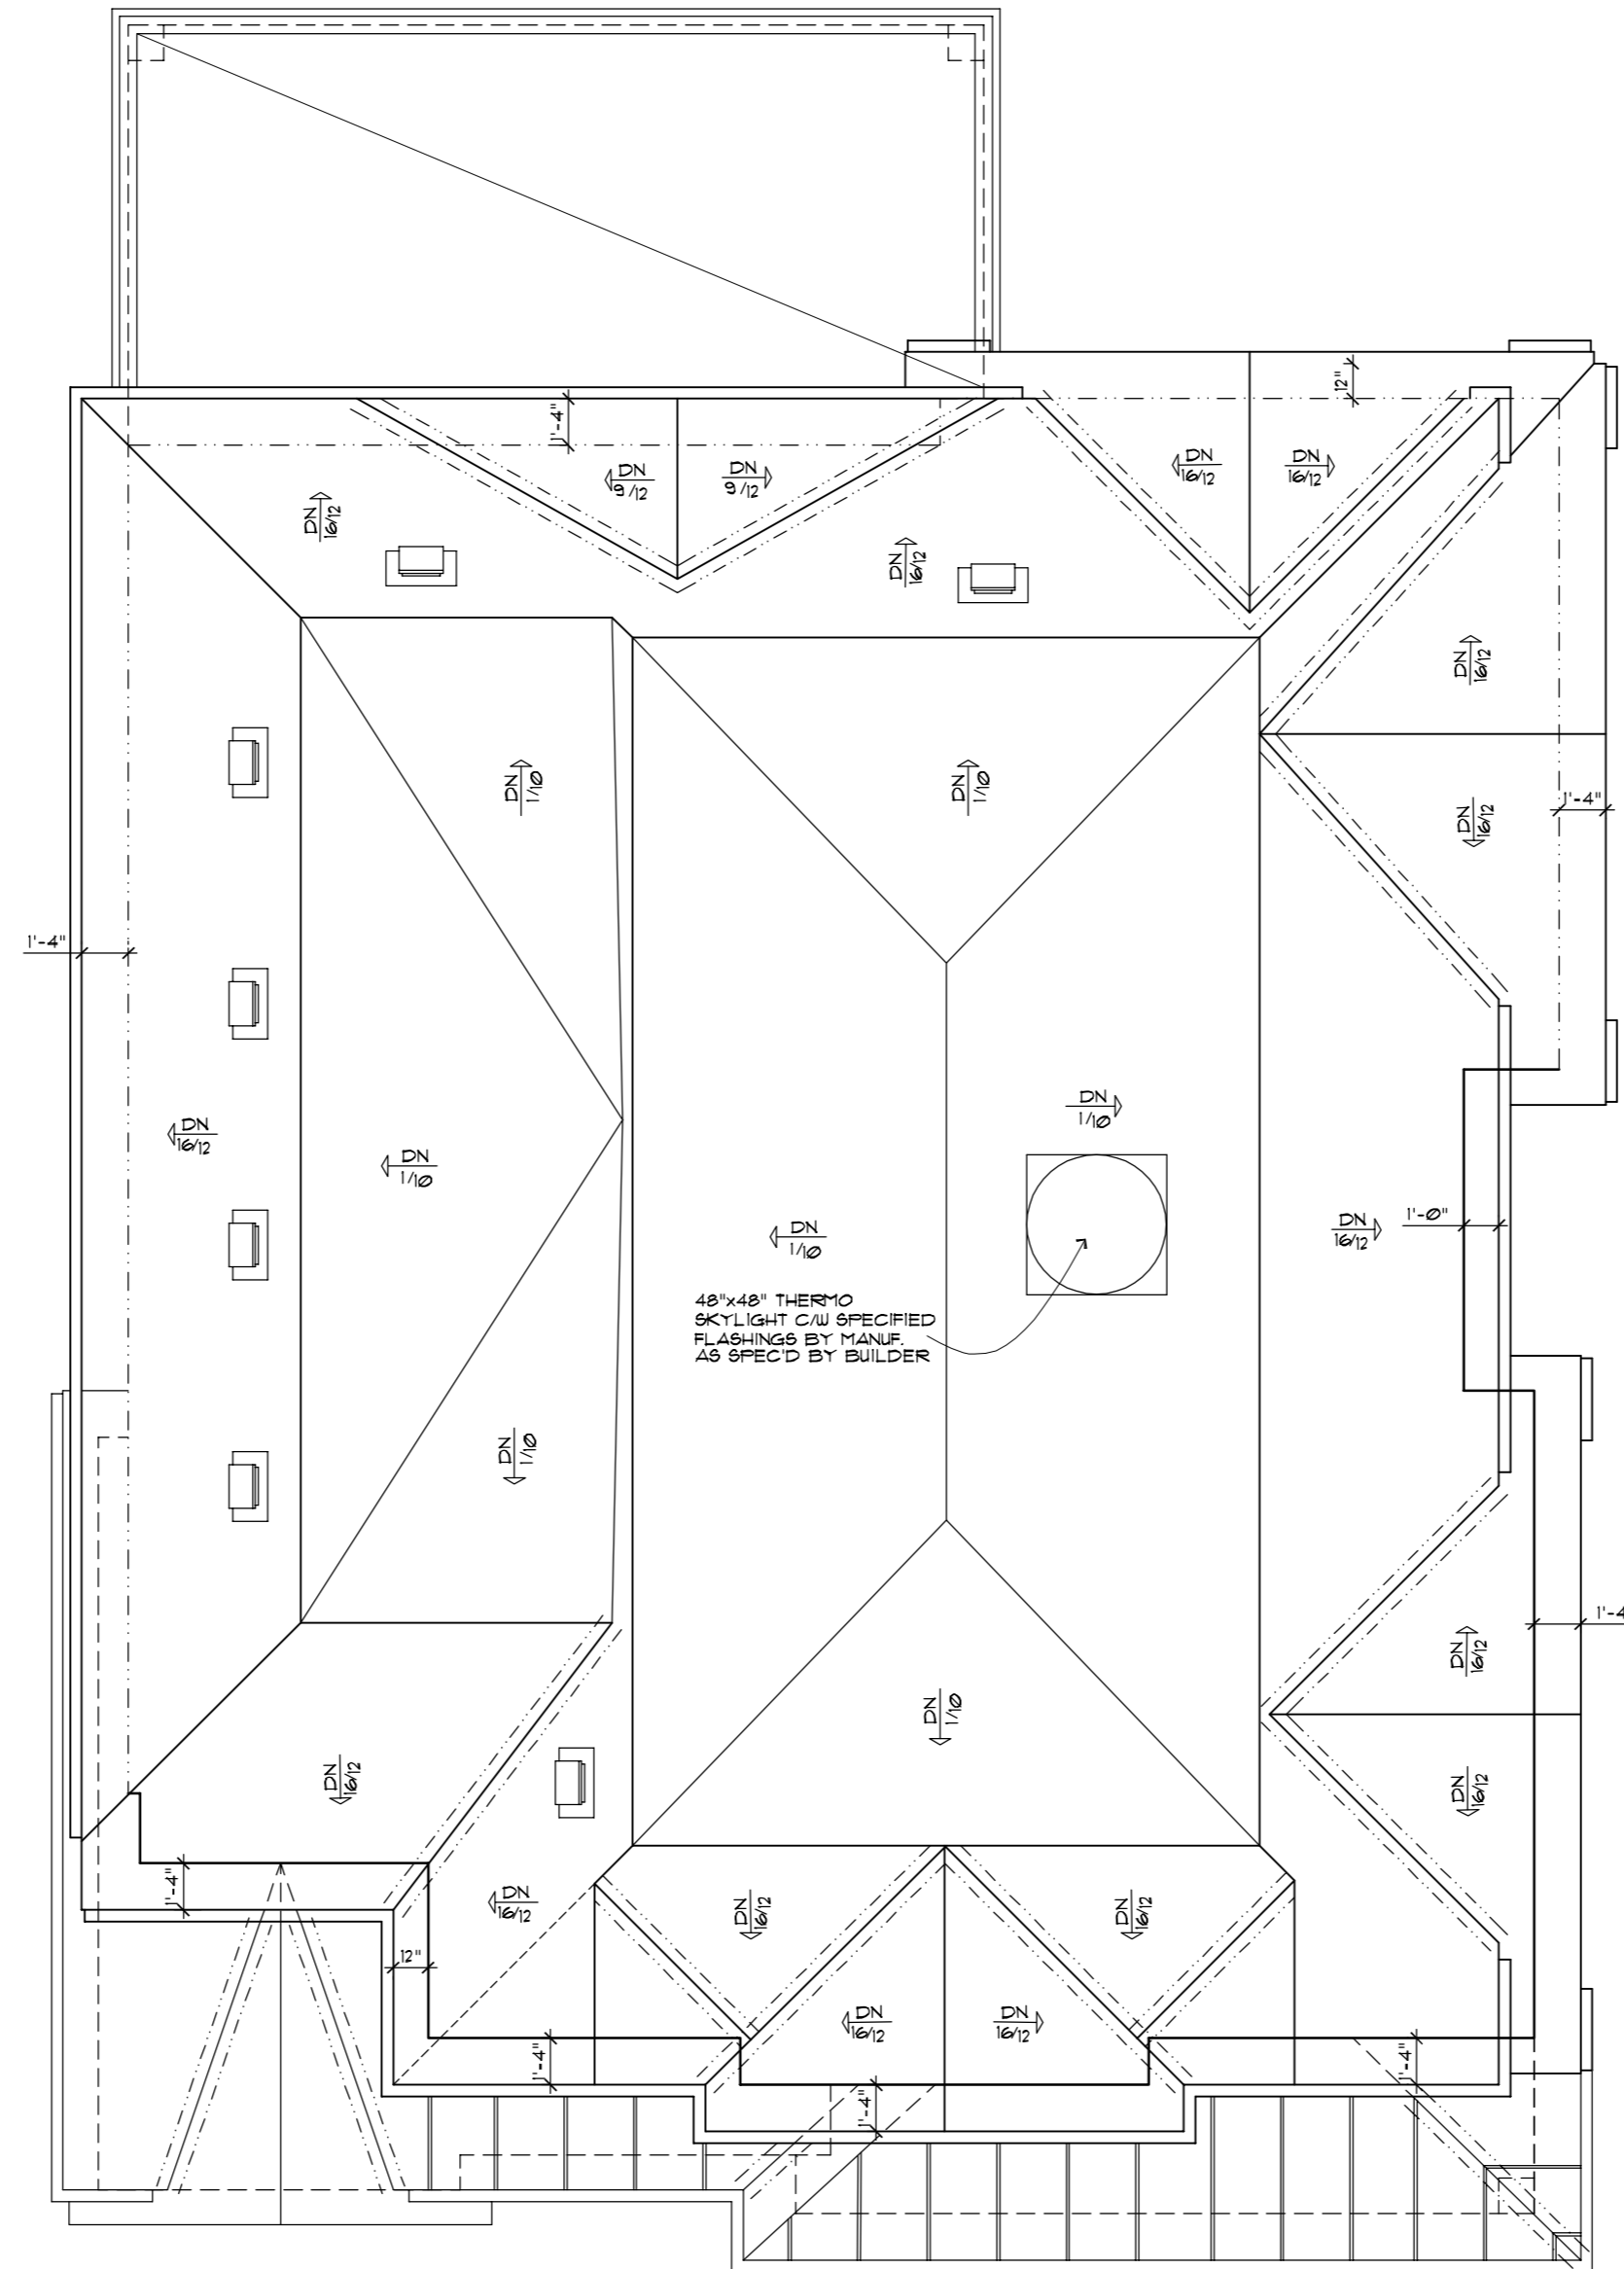 12"
1'-4"
DN
9/12
DN
9/12
DN
16/12
DN
16/12
DN
16/12
DN
16/12
DN
16/12
DN
1/10
DN
1/10
DN
16/12
1'-4"
1'-4"
DN
16/12
DN
1/10
DN
1/10
DN
1/10
DN
16/12
1'-0"
48"x48" THERMO
SKYLIGHT C/W SPECIFIED
FLASHINGS BY MANUF.
AS SPEC'D BY BUILDER
DN
1/10
1'-4
DN
16/12
DN
1/10
DN
16/12
DN
16/12
1'-4"
DN
16/12
DN
16/12
DN
16/12
12"
DN
16/12
DN
16/12
1'-4"
1'-4"
1'-4"